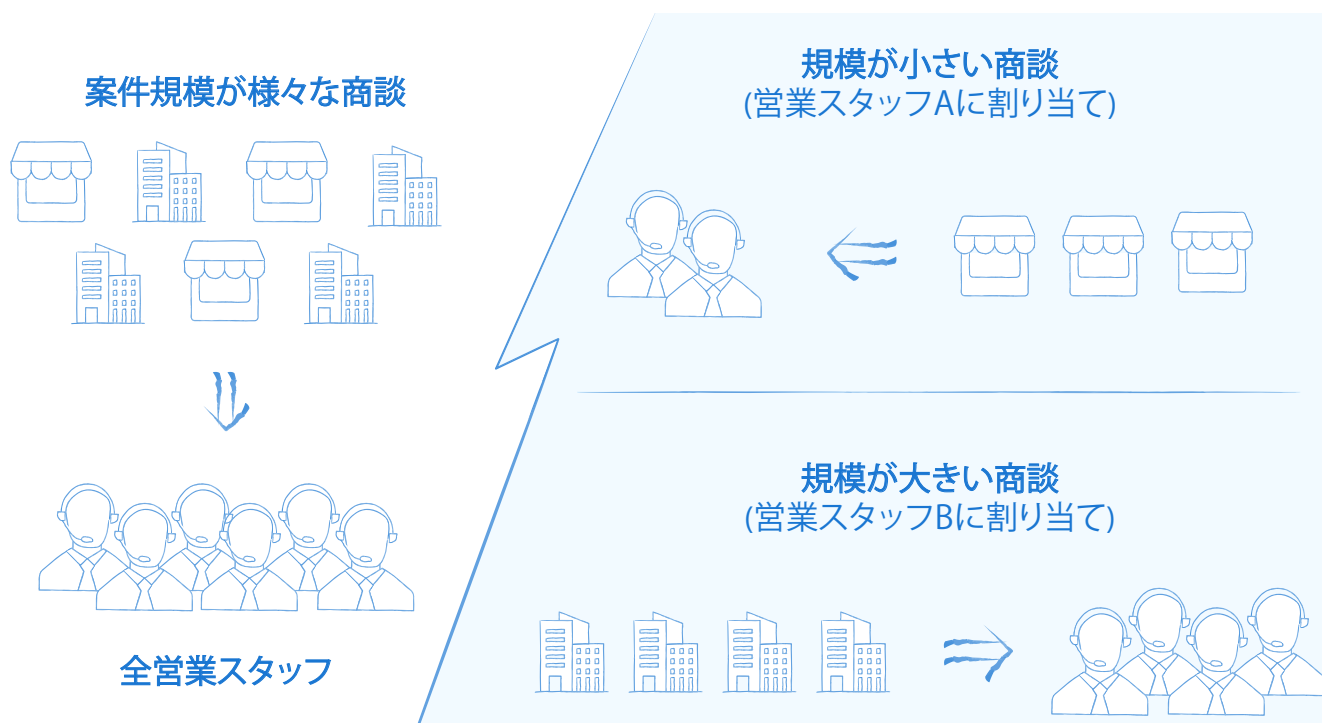 案件規模が様々な商談
全営業スタッフ
規模が小さい商談
(営業スタッフAに割り当て)
規模が大きい商談
(営業スタッフBに割り当て)